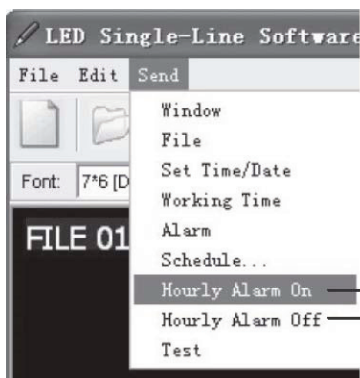 LED Single-Line Software
File Edit Send
Window
File
Set Time/Date
Font: 7*6 [D
Working Time
FILE 01
Alarm
Schedule...
Hourly Alarm On
Hourly Alarm Off
Test